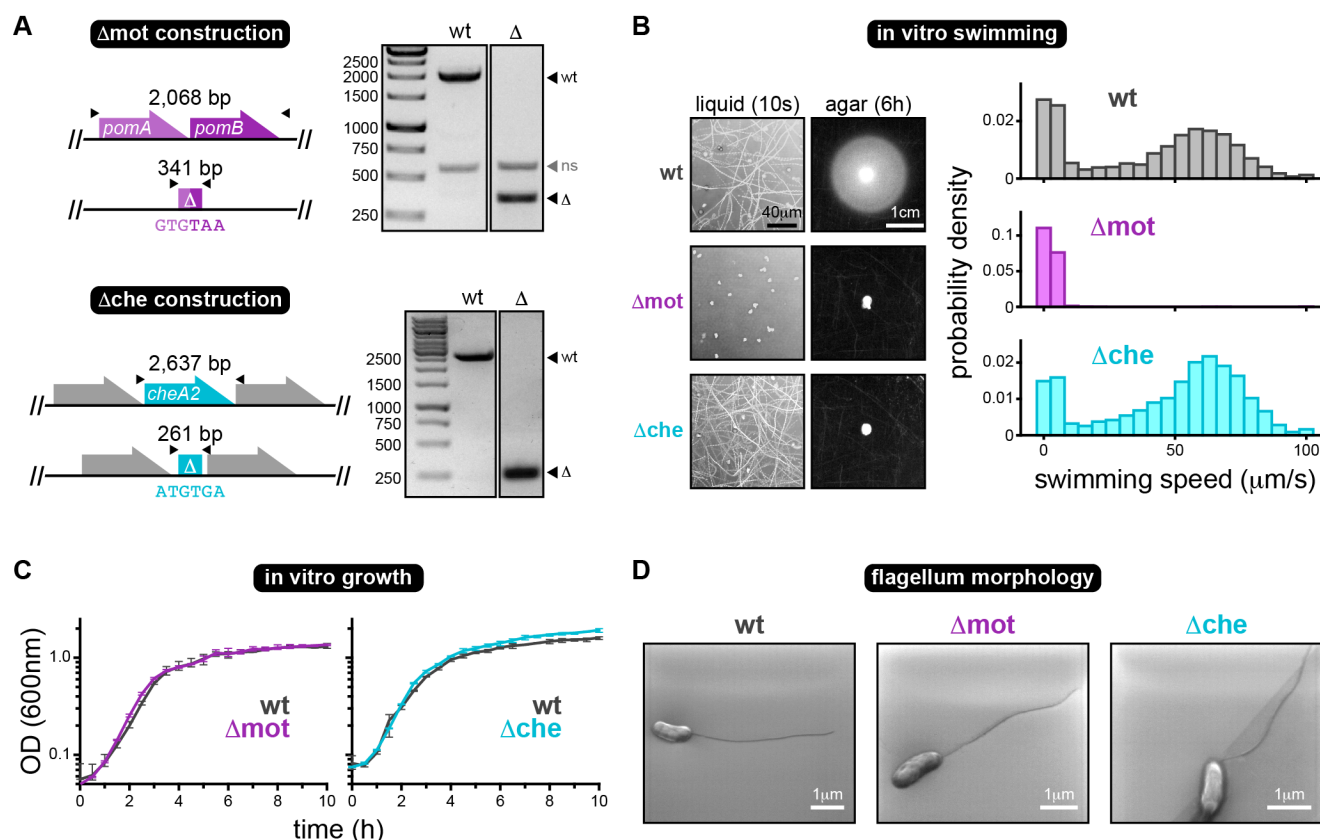 A
Δmot construction
2,068 bp
pomA
pomB
341 bp
Δ
GTGTAA
wt
Δ
2500
2000
1500
1000
750
500
250
wt
ns
Δ
Δche construction
2,637 bp
cheA2
261 bp
Δ
ATGTGA
wt
Δ
2500
1500
1000
750
500
250
wt
Δ
B
in vitro swimming
liquid (10s)
agar (6h)
wt
40μm
1cm
Δmot
Δche
probability density
wt
0.02
0
Δmot
0.1
0.05
0
Δche
0.02
0.01
0
0
50
100
swimming speed (μm/s)
C
in vitro growth
OD (600nm)
1.0
0.1
wt
Δmot
0 2 4 6 8 10
wt
Δche
0 2 4 6 8 10
time (h)
D
flagellum morphology
wt
Δmot
Δche
1μm
1μm
1μm